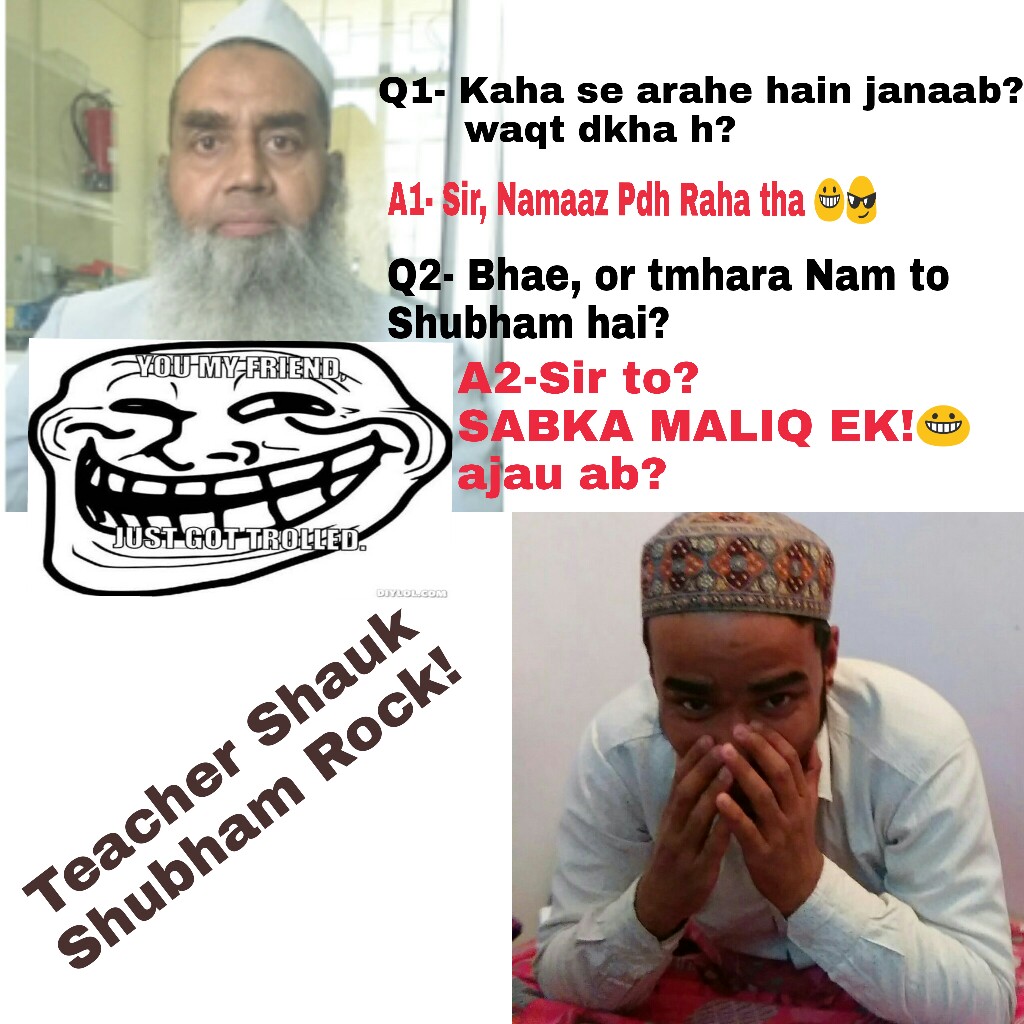 Q1- Kaha se arahe hain janaab?
waqt dkha h?
A1- Sir, Namaaz Pdh Raha tha 😀😎
Q2- Bhae, or tmhara Nam to
Shubham hai?
A2-Sir to?
SABKA MALIQ EK!😀
ajau ab?
YOU MY FRIEND,
JUST GOT TROLLED.
DIYLOL.COM
Teacher Shauk
Shubham Rock!